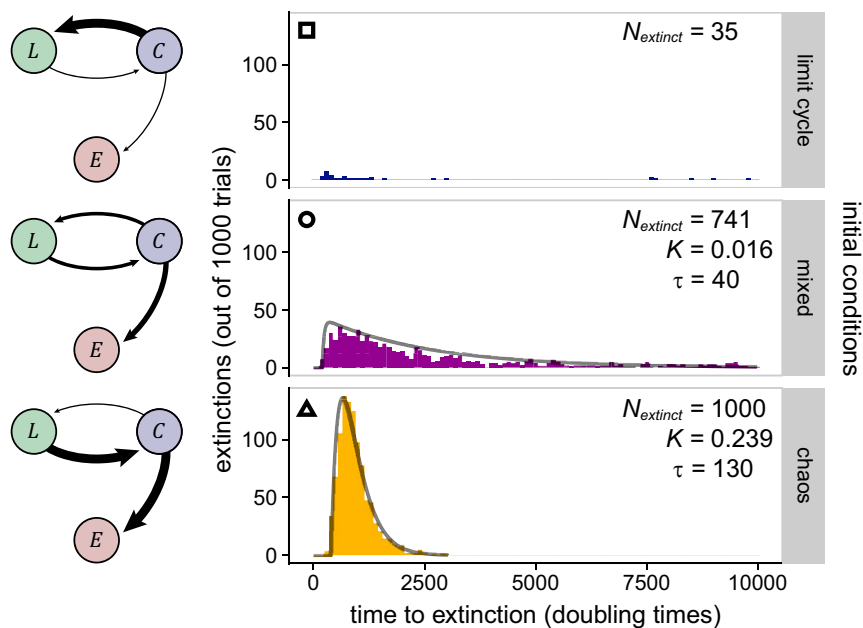 L
C
E
L
C
E
L
C
E
extinctions (out of 1000 trials)
100
50
0
N_extinct = 35
limit cycle
100
50
0
N_extinct = 741
K = 0.016
τ = 40
mixed
100
50
0
N_extinct = 1000
K = 0.239
τ = 130
chaos
initial conditions
0
2500
5000
7500
10000
time to extinction (doubling times)